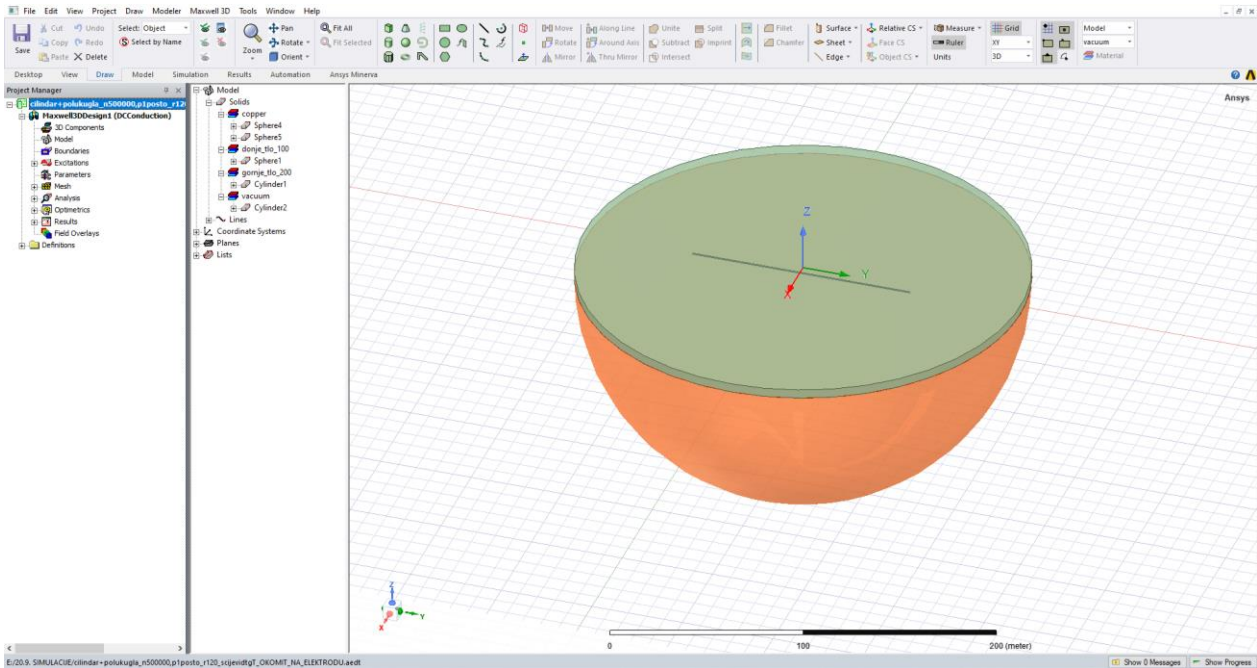 File Edit View Project Draw Modeler Maxwell 3D Tools Window Help
Save
Cut Undo
Copy Redo
Paste Delete
Select: Object
Select by Name
Zoom
Pan
Rotate
Orient
Fit All
Fit Selected
Move Along Line Unite Split Fillet
Rotate Around Axis Subtract Imprint Chamfer
Mirror Thru Mirror Intersect
Surface Relative CS Measure Grid Model
Sheet Face CS Ruler XY vacuum
Edge Object CS Units 3D Material
Desktop View Draw Model Simulation Results Automation Ansys Minerva
Project Manager
cilindar+polukugla_n500000,p1posto_r120
Maxwell3DDesign1 (DCConduction)
3D Components
Model
Boundaries
Excitations
Parameters
Mesh
Analysis
Optimetrics
Results
Field Overlays
Definitions
Model
Solids
copper
Sphere4
Sphere5
donje_tlo_100
Sphere1
gornje_tlo_200
Cylinder1
vacuum
Cylinder2
Lines
Coordinate Systems
Planes
Lists
Ansys
Z
Y
X
Z
Y
X
0 100 200 (meter)
E:/20.9. SIMULACIJE/cilindar+polukugla_n500000,p1posto_r120_scijevidtgT_OKOMIT_NA_ELEKTRODU.aedt
Show 0 Messages Show Progress